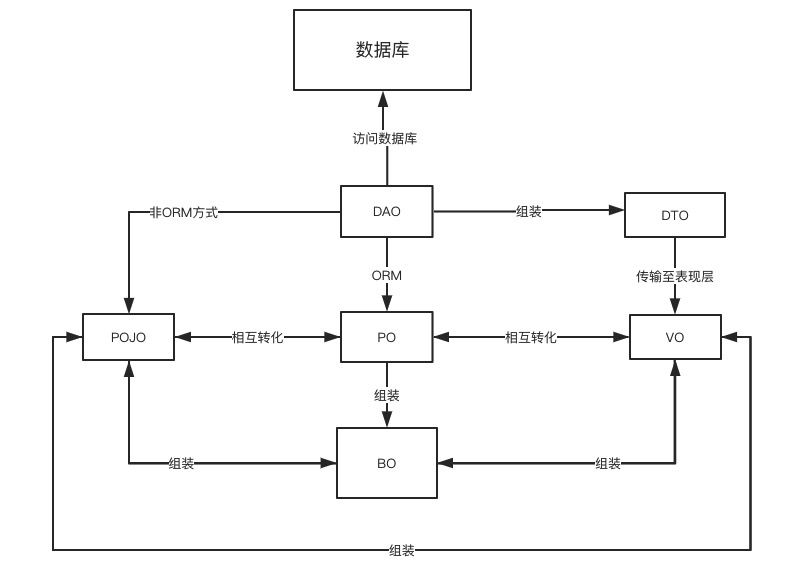 数据库
访问数据库
DAO
非ORM方式
组装
DTO
ORM
传输至表现层
POJO
相互转化
PO
相互转化
VO
组装
组装
BO
组装
组装